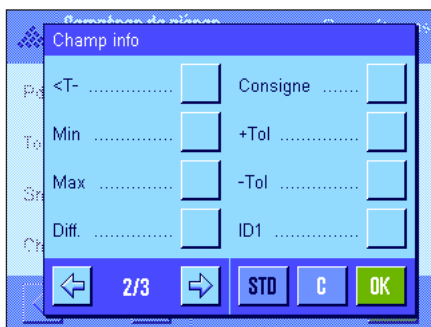 Champ info
<T- ............... Consigne .......
Min ............... +Tol ..............
Max ............... -Tol ..............
Diff. ............... ID1 ...............
2/3 STD C OK